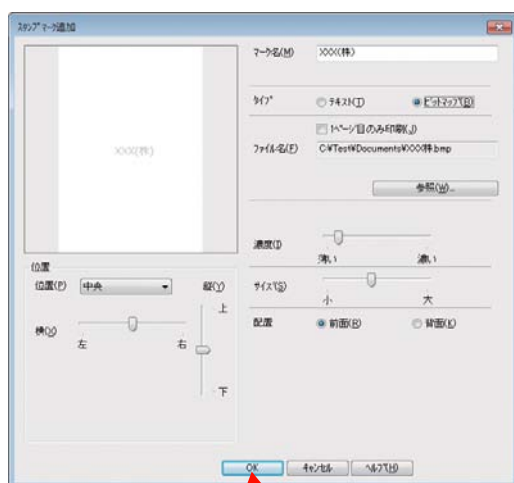 スタンプマーク追加
マーク名(M) XXX(株)
タイプ テキスト(T) ビットマップ(B)
1ページ目のみ印刷(J)
ファイル名(F) C:¥Test¥Documents¥XXX株.bmp
XXX(株)
参照(W)...
濃度(I)
薄い 濃い
位置
位置(P) 中央 縦(Y)
サイズ(S)
小 大
上
横(X)
左 右
配置 前面(R) 背面(K)
下
OK キャンセル ヘルプ(H)